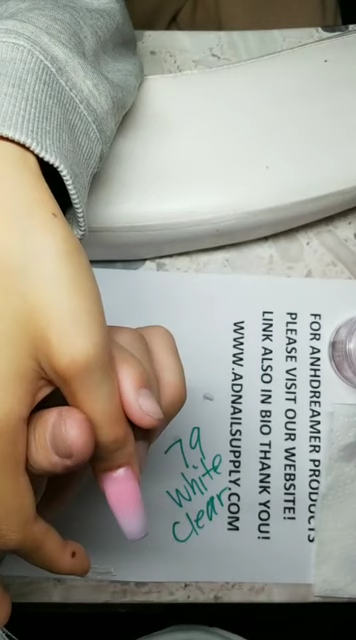 FOR ANHDREAMER PRODUCTS
PLEASE VISIT OUR WEBSITE!
LINK ALSO IN BIO THANK YOU!
WWW.ADNAILSUPPLY.COM
79
White
Clear